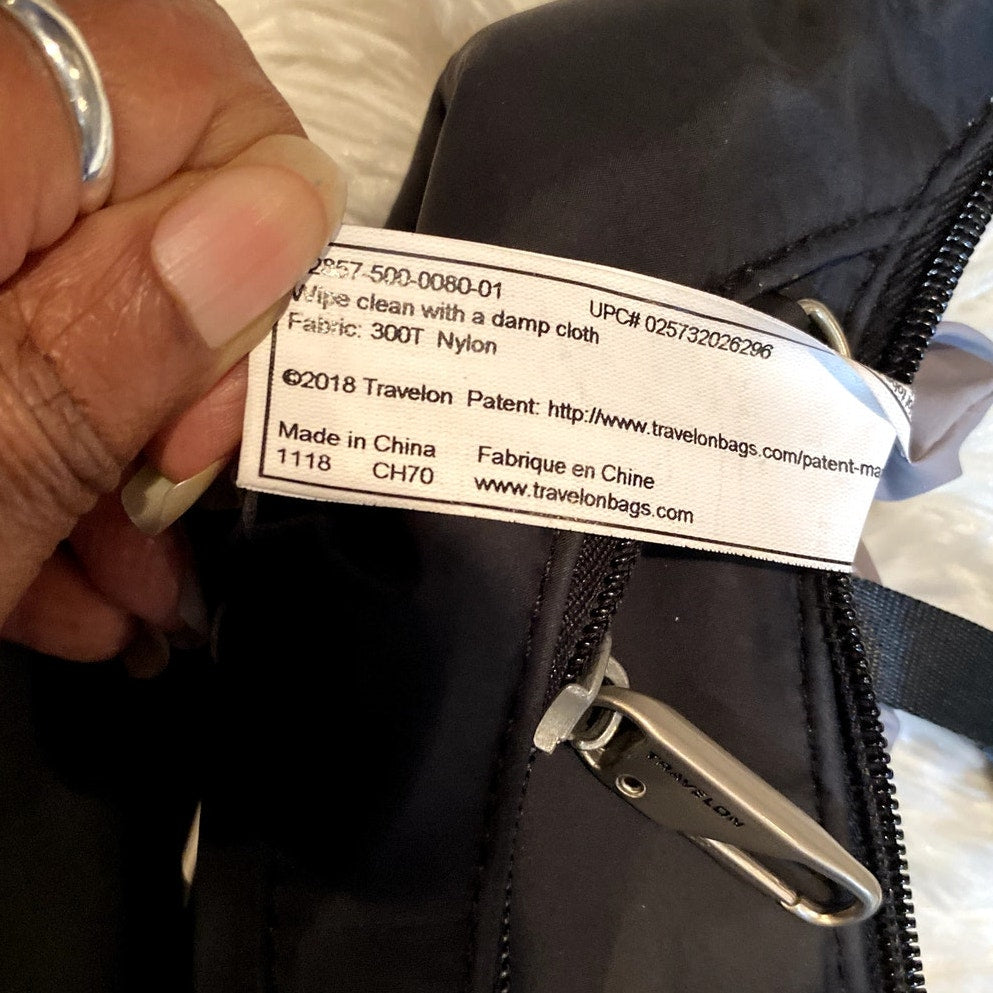 2857-500-0080-01 UPC# 025732026296
Wipe clean with a damp cloth
Fabric: 300T Nylon
©2018 Travelon Patent: http://www.travelonbags.com/patent-ma
Made in China Fabrique en Chine
1118 CH70 www.travelonbags.com
TRAVELON